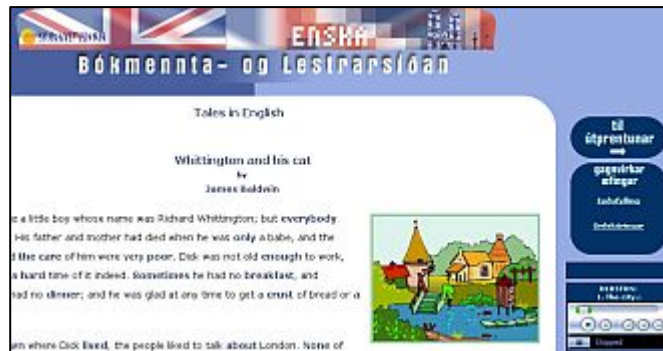 ENSKA
Bókmennta- og Lestrarsíðan
Tales in English
Whittington and his cat
by
James Baldwin
e a little boy whose name was Richard Whittington; but everybody
His father and mother had died when he was only a babe, and the
d the care of him were very poor. Dick was not old enough to work,
a hard time of it indeed. Sometimes he had no breakfast, and
had no dinner; and he was glad at any time to get a crust of bread or a
wn where Dick lived, the people liked to talk about London. None of
til
útprentunar
gagnvirkar
æfingar
Stopped